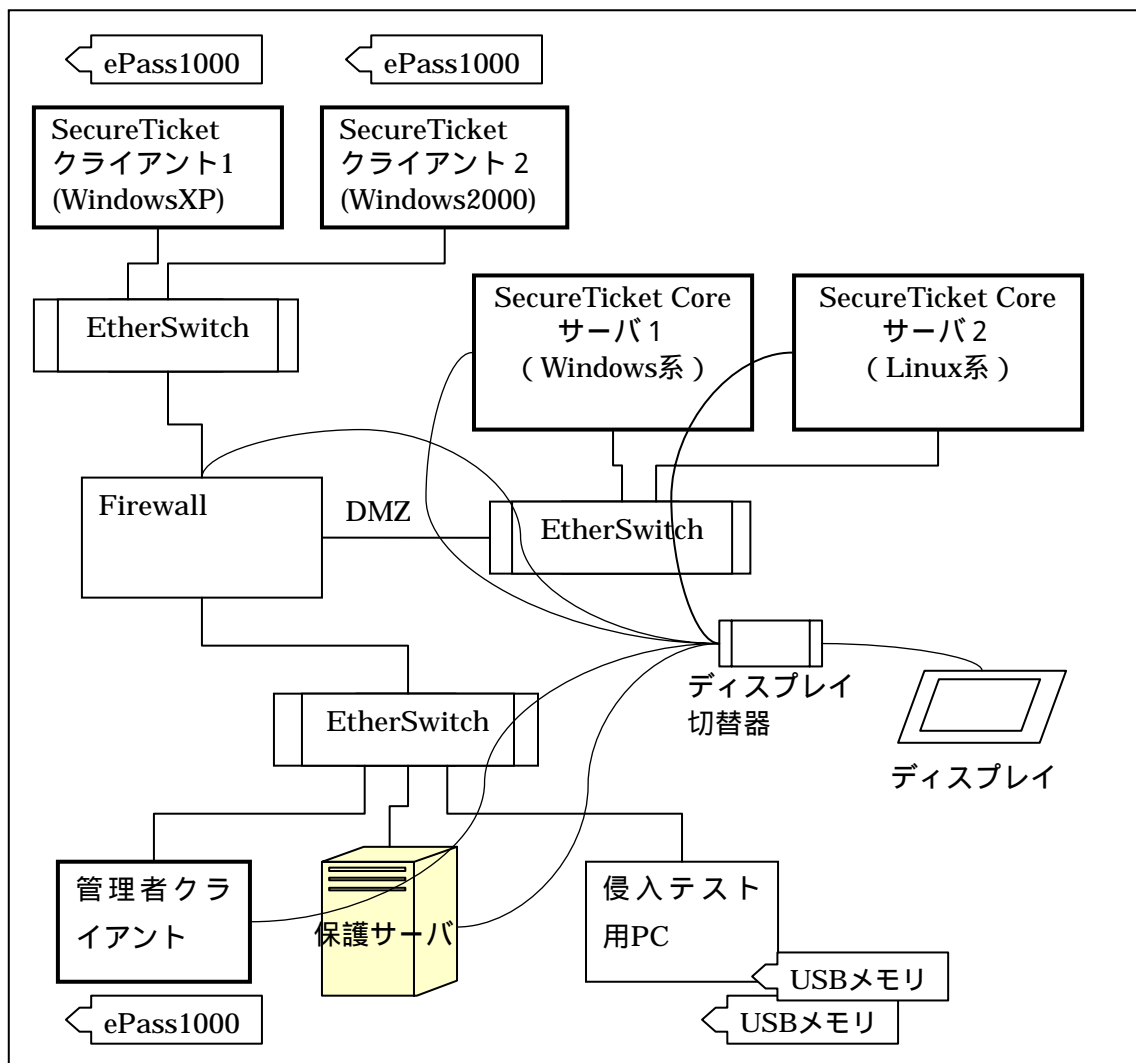 ePass1000
ePass1000
SecureTicket
クライアント1
(WindowsXP)
SecureTicket
クライアント2
(Windows2000)
EtherSwitch
SecureTicket Core
サーバ1
(Windows系)
SecureTicket Core
サーバ2
(Linux系)
Firewall
DMZ
EtherSwitch
ディスプレイ
切替器
ディスプレイ
EtherSwitch
管理者クラ
イアント
保護サーバ
侵入テスト
用PC
USBメモリ
USBメモリ
ePass1000